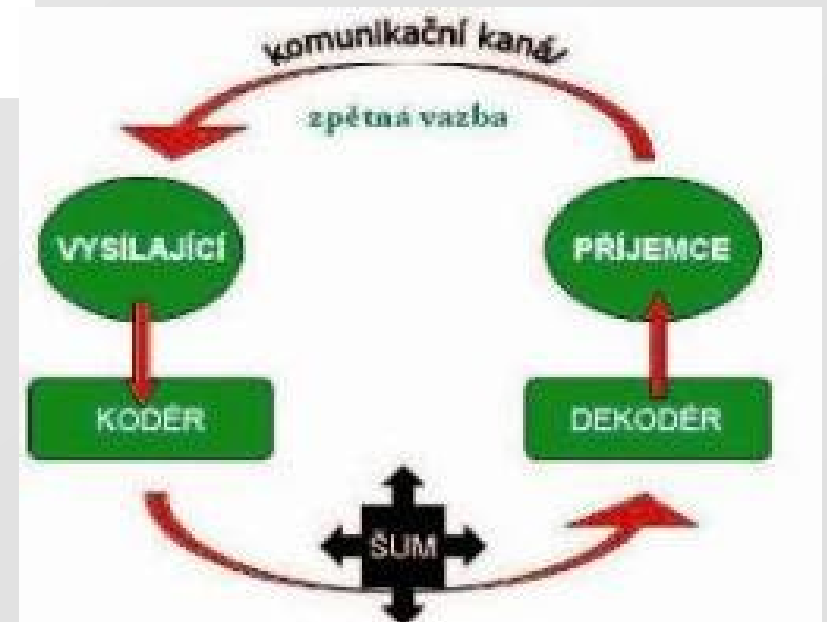 komunikační kanál
zpětná vazba
VYSÍLAJÍCÍ
PŘÍJEMCE
KODÉR
DEKODÉR
ŠUM